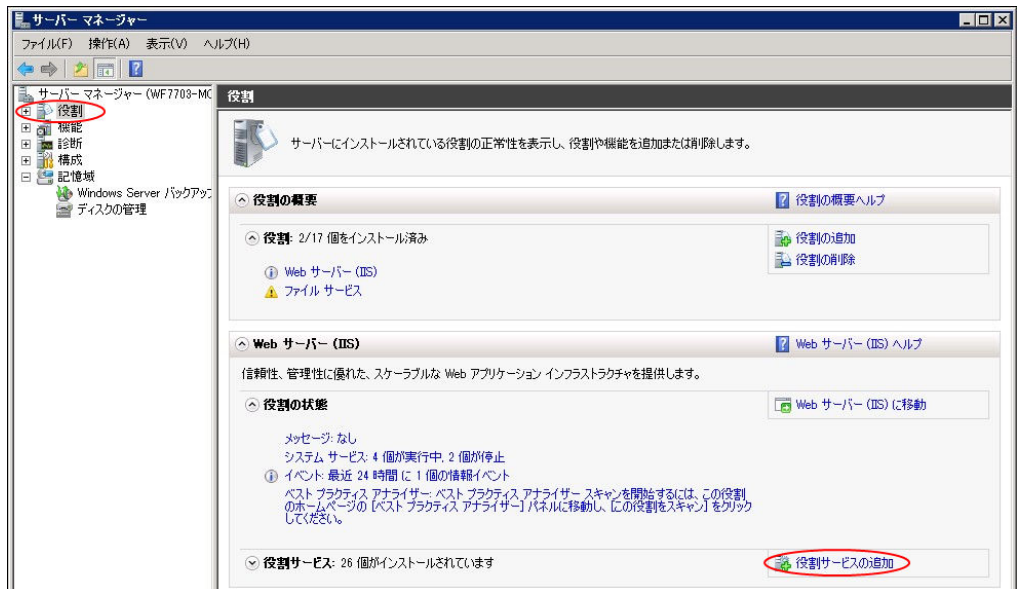 サーバー マネージャー
ファイル(F) 操作(A) 表示(V) ヘルプ(H)
サーバー マネージャー (WF7703-MC
役割
機能
診断
構成
記憶域
Windows Server バックアップ
ディスクの管理
役割
サーバーにインストールされている役割の正常性を表示し、役割や機能を追加または削除します。
役割の概要
役割の概要ヘルプ
役割: 2/17 個をインストール済み
役割の追加
役割の削除
Web サーバー (IIS)
ファイル サービス
Web サーバー (IIS)
Web サーバー (IIS) ヘルプ
信頼性、管理性に優れた、スケーラブルな Web アプリケーション インフラストラクチャを提供します。
役割の状態
Web サーバー (IIS) に移動
メッセージ: なし
システム サービス: 4 個が実行中, 2 個が停止
イベント: 最近 24 時間 に 1 個の情報イベント
ベスト プラクティス アナライザー: ベスト プラクティス アナライザー スキャンを開始するには、この役割
のホームページの [ベスト プラクティス アナライザー] パネルに移動し、[この役割をスキャン] をクリック
してください。
役割サービス: 26 個がインストールされています
役割サービスの追加